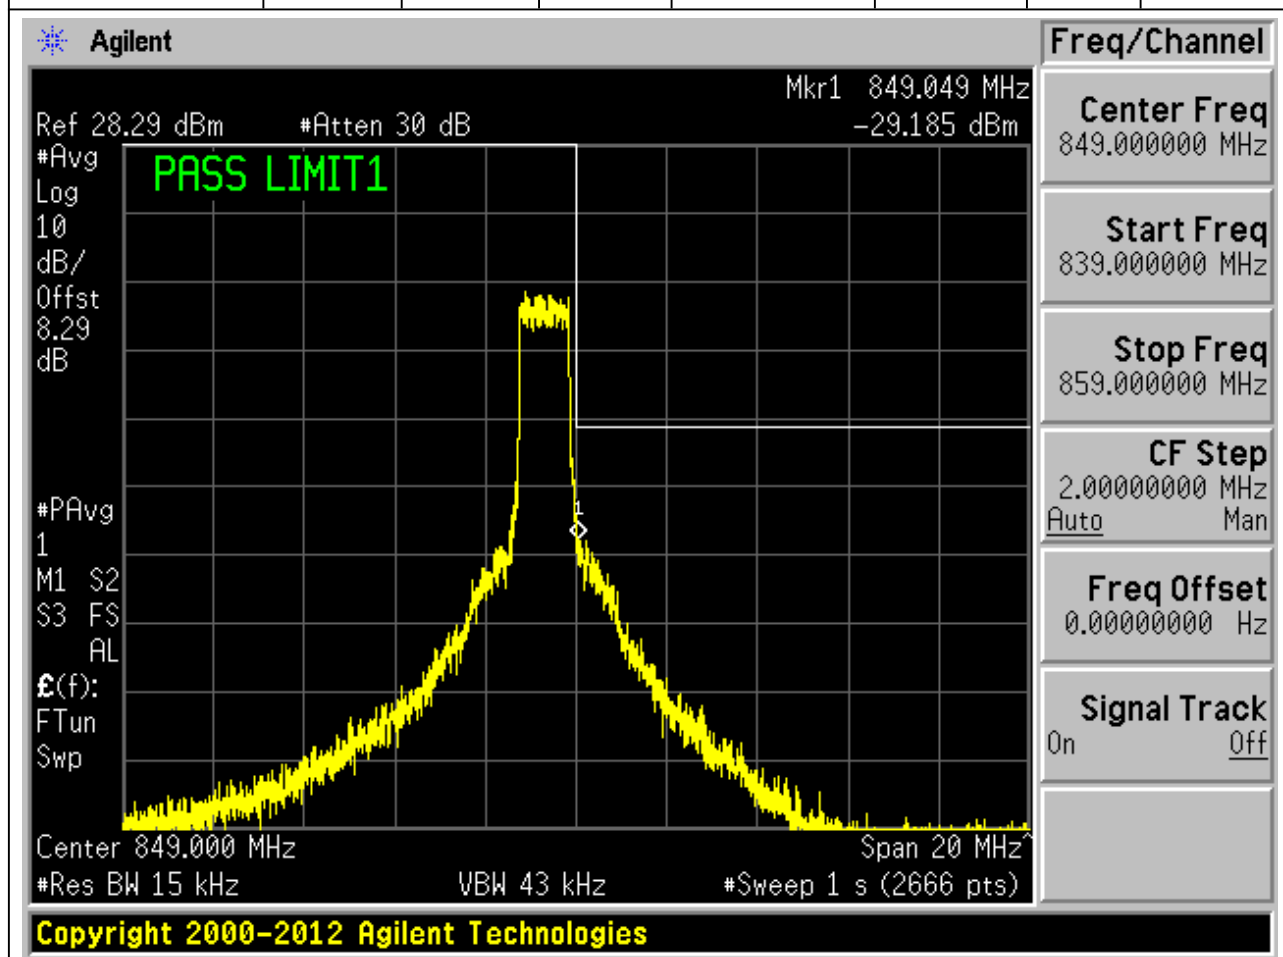 Agilent
Freq/Channel
Mkr1 849.049 MHz
Ref 28.29 dBm #Atten 30 dB -29.185 dBm
#Avg
Log
10
dB/
Offst
8.29
dB
PASS LIMIT1
1
#PAvg
1
M1 S2
S3 FS
AL
£(f):
FTun
Swp
Center 849.000 MHz Span 20 MHz^
#Res BW 15 kHz VBW 43 kHz #Sweep 1 s (2666 pts)
Copyright 2000-2012 Agilent Technologies
Center Freq
849.000000 MHz
Start Freq
839.000000 MHz
Stop Freq
859.000000 MHz
CF Step
2.00000000 MHz
Auto Man
Freq Offset
0.00000000 Hz
Signal Track
On Off